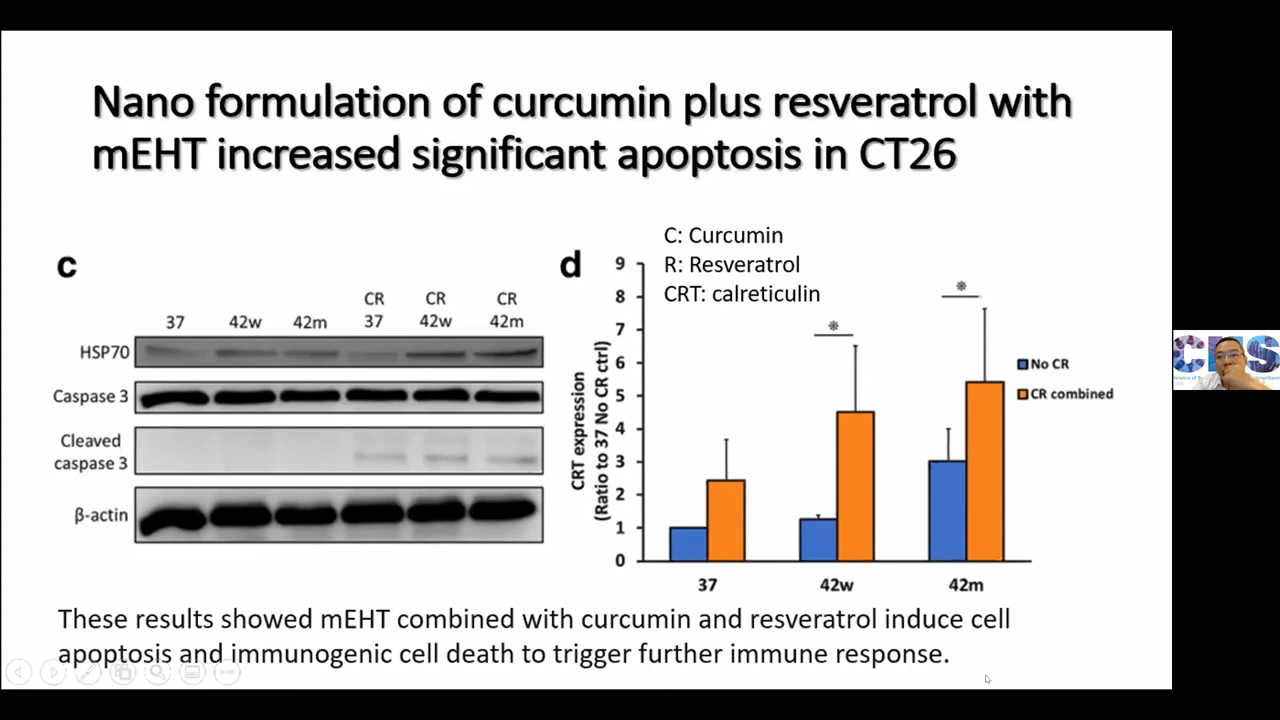 Nano formulation of curcumin plus resveratrol with
mEHT increased significant apoptosis in CT26
c
37 42w 42m CR 37 CR 42w CR 42m
HSP70
Caspase 3
Cleaved
caspase 3
β-actin
d
C: Curcumin
R: Resveratrol
CRT: calreticulin
CRT expression
(Ratio to 37 No CR ctrl)
9
8
7
6
5
4
3
2
1
0
※
※
37 42w 42m
No CR
CR combined
These results showed mEHT combined with curcumin and resveratrol induce cell
apoptosis and immunogenic cell death to trigger further immune response.